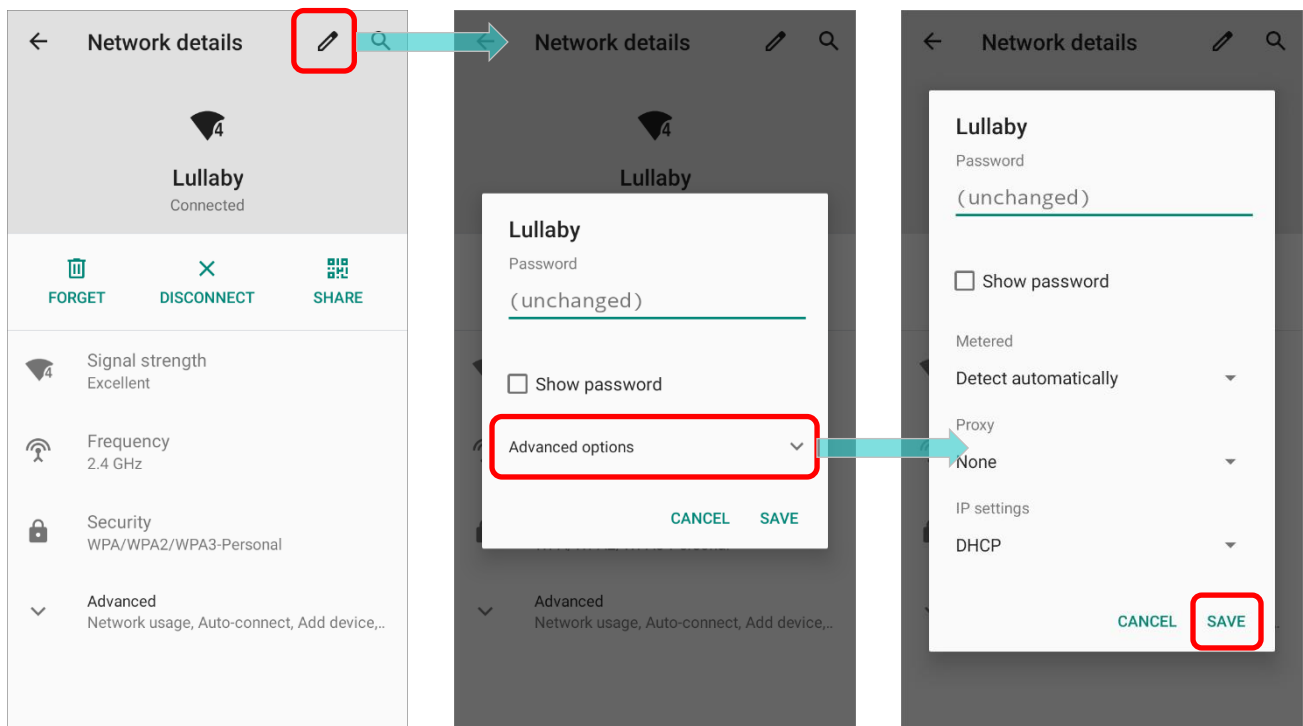 Network details
4
Lullaby
Connected
FORGET
DISCONNECT
SHARE
4
Signal strength
Excellent
Frequency
2.4 GHz
Security
WPA/WPA2/WPA3-Personal
Advanced
Network usage, Auto-connect, Add device,..
Network details
4
Lullaby
Lullaby
Password
(unchanged)
Show password
Advanced options
CANCEL
SAVE
Advanced
Network usage, Auto-connect, Add device,..
Network details
Lullaby
Password
(unchanged)
Show password
Metered
Detect automatically
Proxy
None
IP settings
DHCP
CANCEL
SAVE